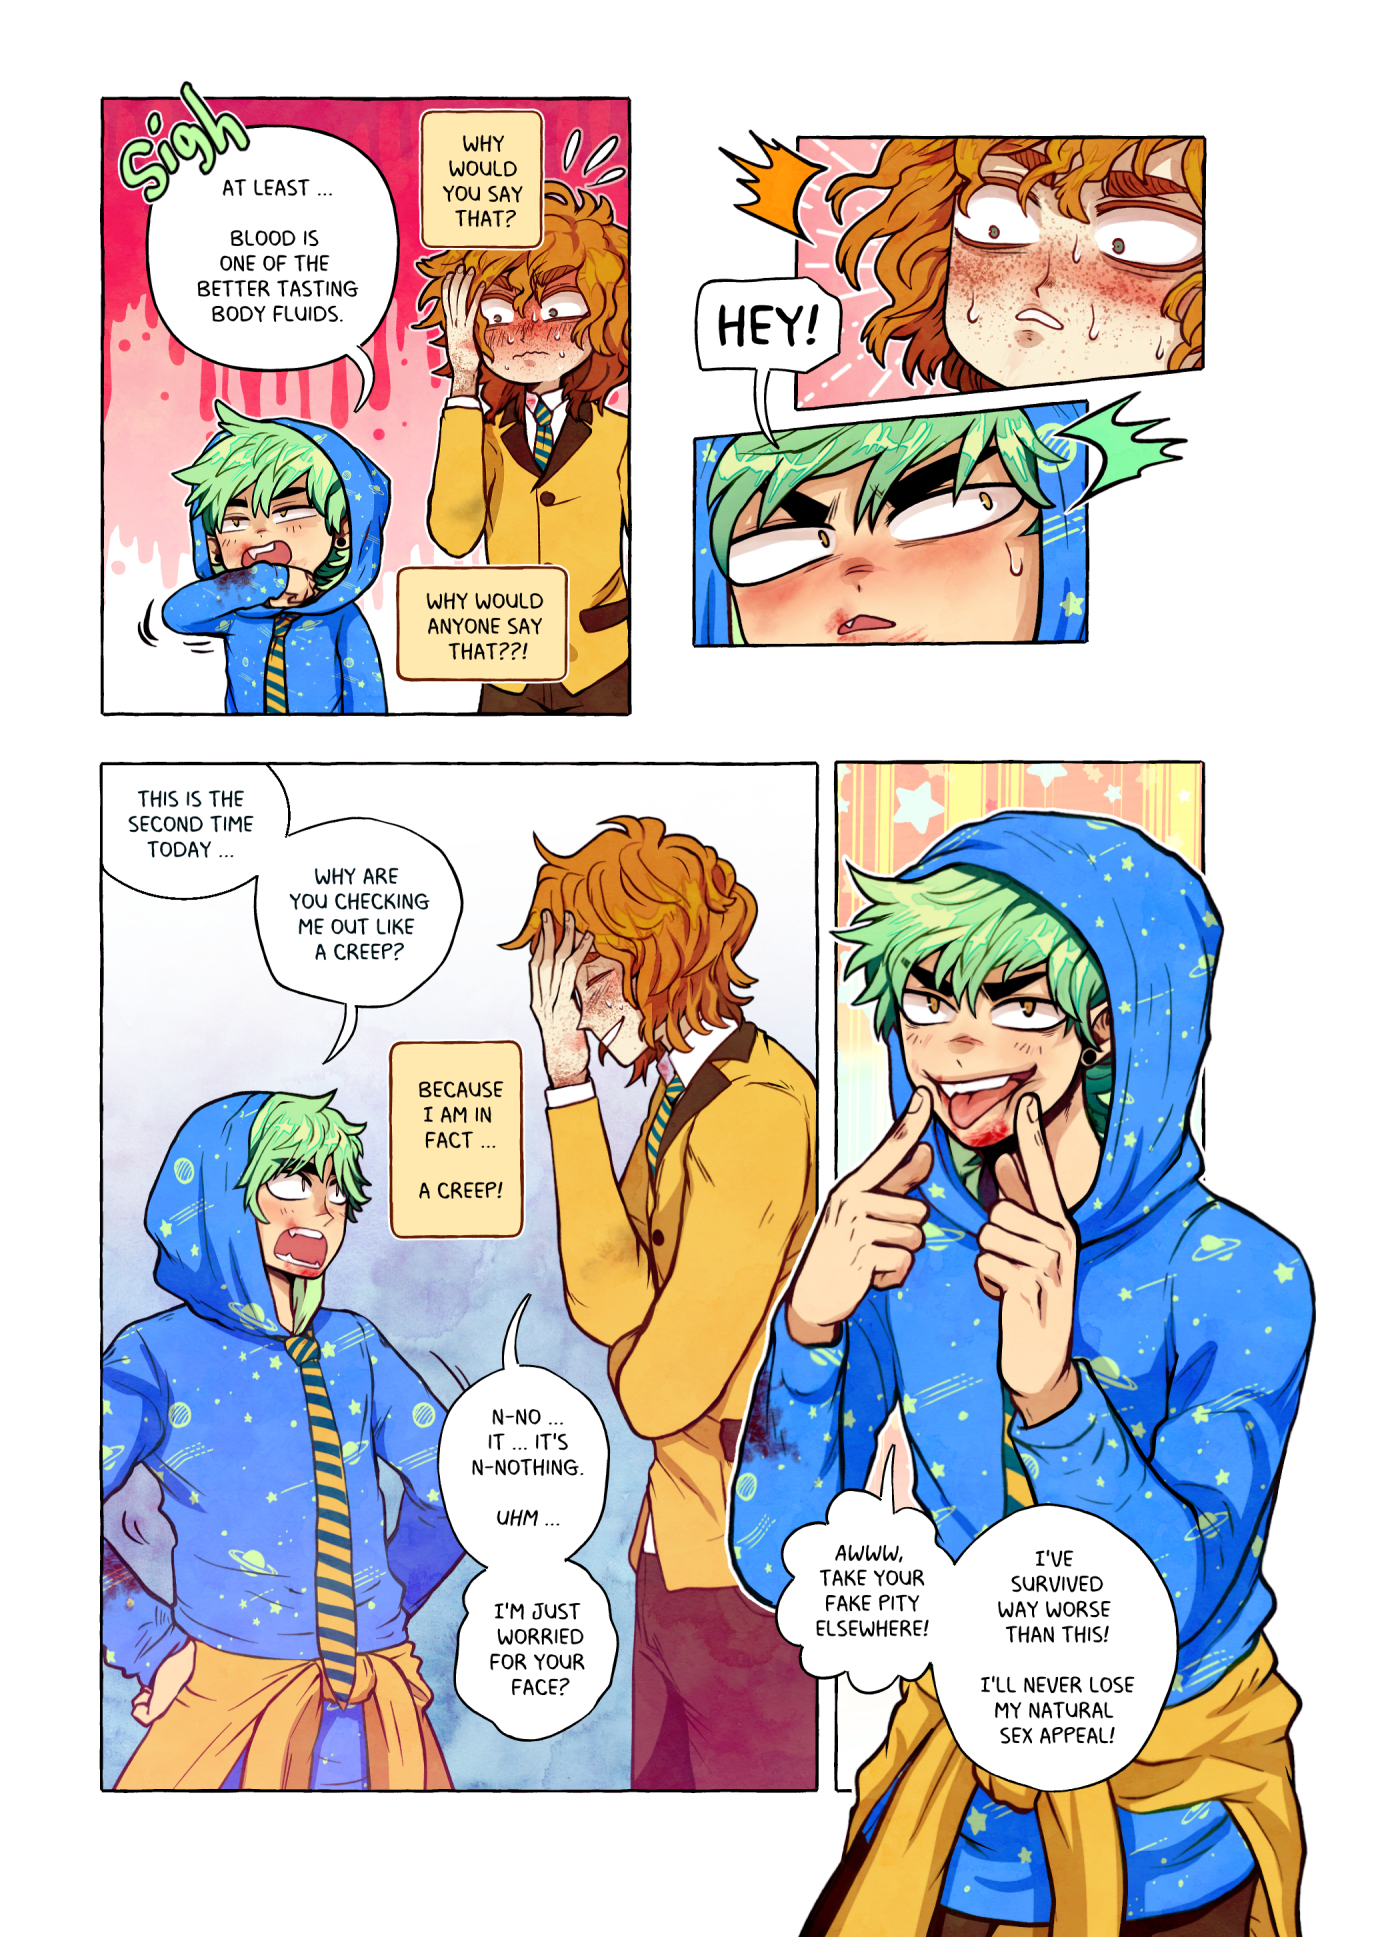 Sigh
AT LEAST ...
BLOOD IS
ONE OF THE
BETTER TASTING
BODY FLUIDS.
WHY
WOULD
YOU SAY
THAT?
WHY WOULD
ANYONE SAY
THAT??!
HEY!
THIS IS THE
SECOND TIME
TODAY ...
WHY ARE
YOU CHECKING
ME OUT LIKE
A CREEP?
BECAUSE
I AM IN
FACT ...
A CREEP!
N-NO ...
IT ... IT'S
N-NOTHING.
UHM ...
I'M JUST
WORRIED
FOR YOUR
FACE?
AWWW,
TAKE YOUR
FAKE PITY
ELSEWHERE!
I'VE
SURVIVED
WAY WORSE
THAN THIS!
I'LL NEVER LOSE
MY NATURAL
SEX APPEAL!